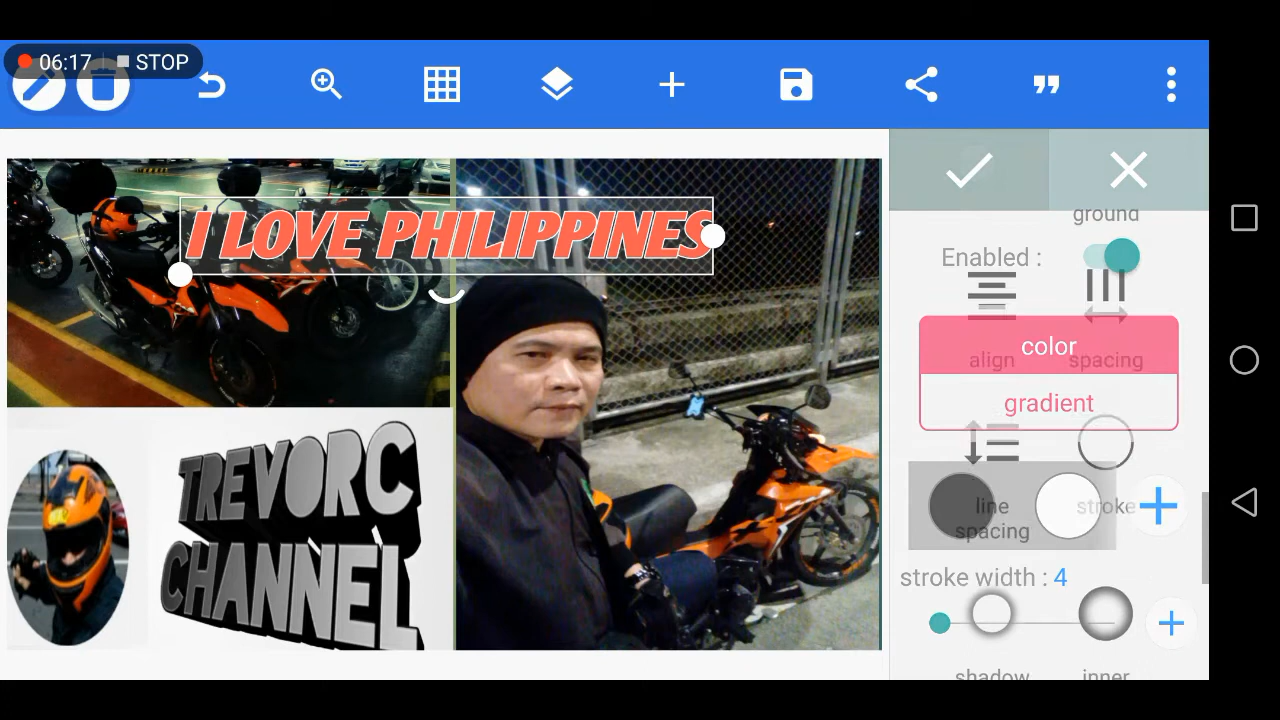 06:17
STOP
I LOVE PHILIPPINES
ground
Enabled :
color
align
spacing
gradient
line
spacing
stroke
stroke width : 4
shadow
inner
TREVORC
CHANNEL